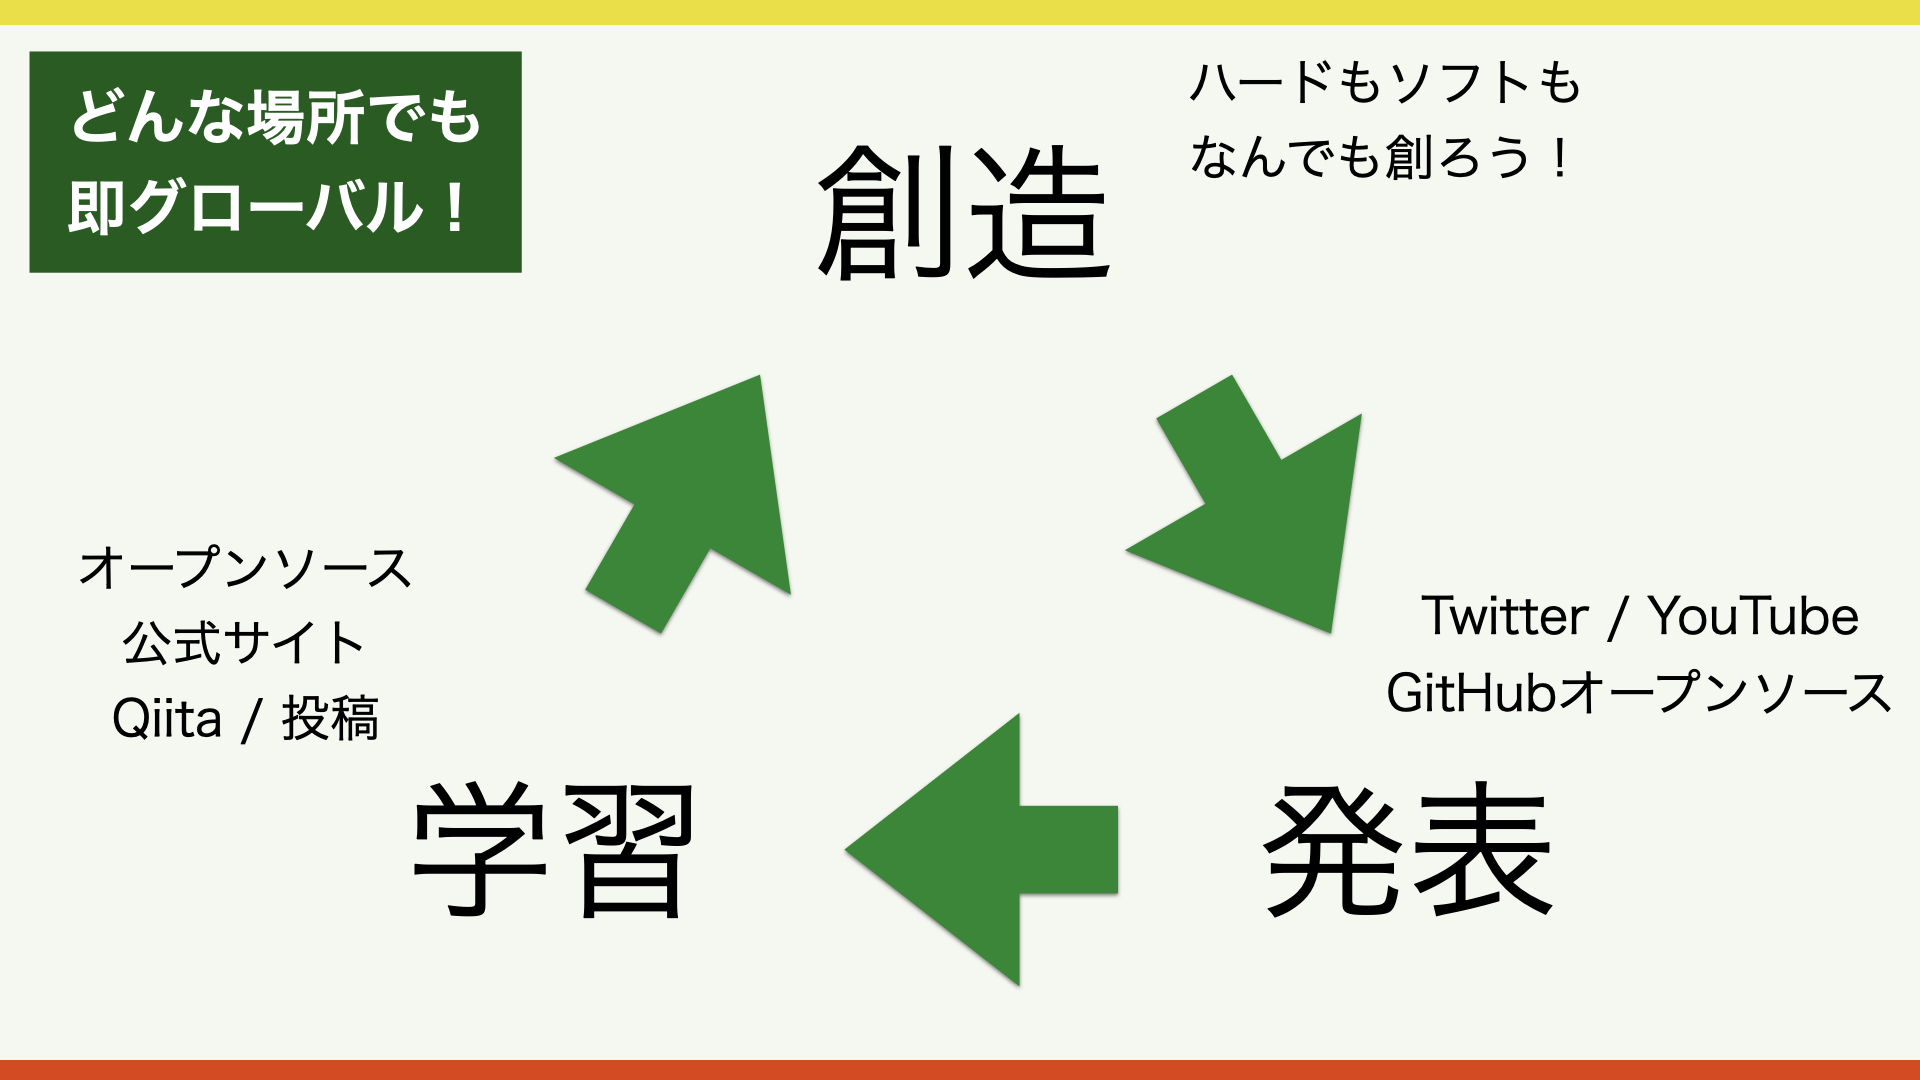 どんな場所でも
即グローバル！
ハードもソフトも
なんでも創ろう！
創造
Twitter / YouTube
GitHubオープンソース
発表
オープンソース
公式サイト
Qiita / 投稿
学習